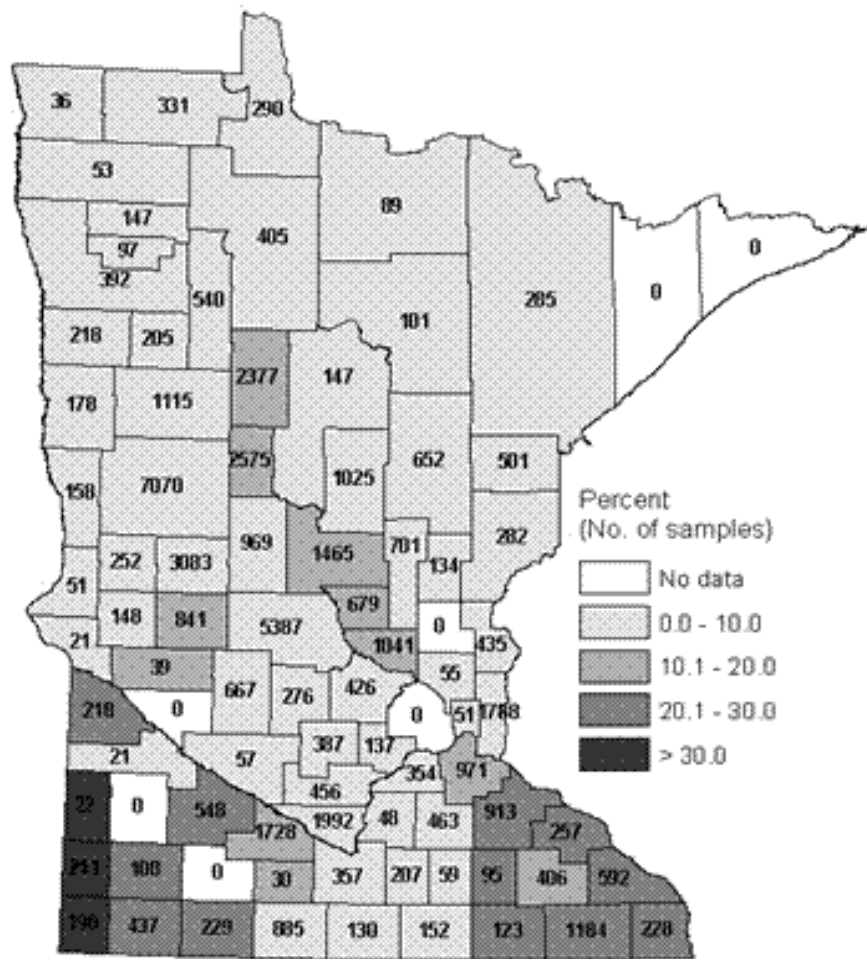 36 331 290
53 89
147 405
97
392 540 285 0 0
101
218 205
2377 147
178 1115
2575 1025 652 501
158 7070
969 1465 701 282
252 3083 134
51
148 841 679 0
21 5387 1041 435
39 55
667 276 426
218 0 0 51 1788
387 137
21 57 354 971
456
22 0 548 1992 48 463 913
1728 257
211 108 0 30 357 207 59 95 406 592
190 437 229 885 130 152 123 1184 228
Percent
(No. of samples)
No data
0.0 - 10.0
10.1 - 20.0
20.1 - 30.0
> 30.0